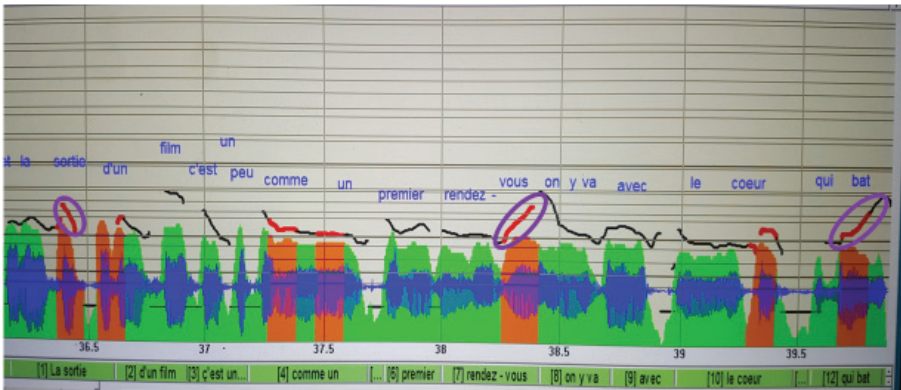 la sortie d'un film c'est un peu comme un premier rendez - vous on y va avec le coeur qui bat
36.5 37 37.5 38 38.5 39 39.5
[1] La sortie [2] d'un film [3] c'est un... [4] comme un [... [6] premier [7] rendez - vous [8] on y va [9] avec [10] le coeur [... [12] qui bat